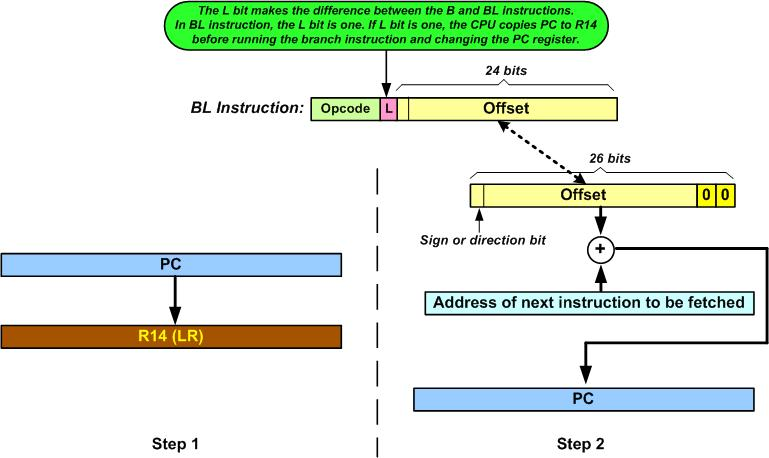 The L bit makes the difference between the B and BL instructions.
In BL instruction, the L bit is one. If L bit is one, the CPU copies PC to R14
before running the branch instruction and changing the PC register.
24 bits
BL Instruction: Opcode L Offset
26 bits
Offset 0 0
Sign or direction bit
+
PC
Address of next instruction to be fetched
R14 (LR)
PC
Step 1
Step 2